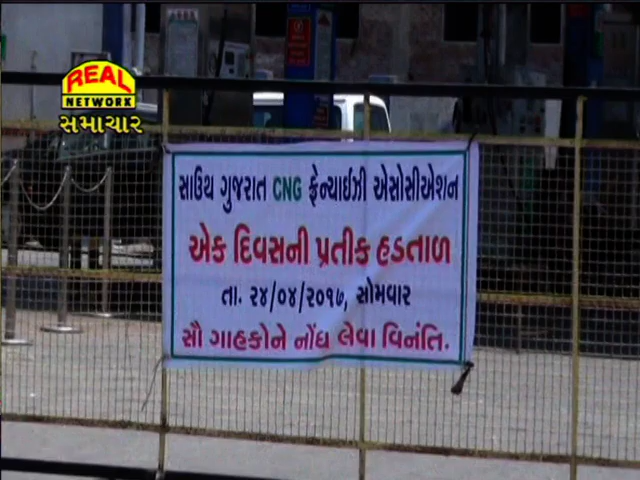 REAL
NETWORK
સમાચાર
સાઉથ ગુજરાત CNG ફ્રેન્ચાઈઝી એસોસીએશન
એક દિવસની પ્રતીક હડતાળ
તા. ૨૪/૦૪/૨૦૧૭, સોમવાર
સૌ ગાહકોને નોંધ લેવા વિનંતિ.